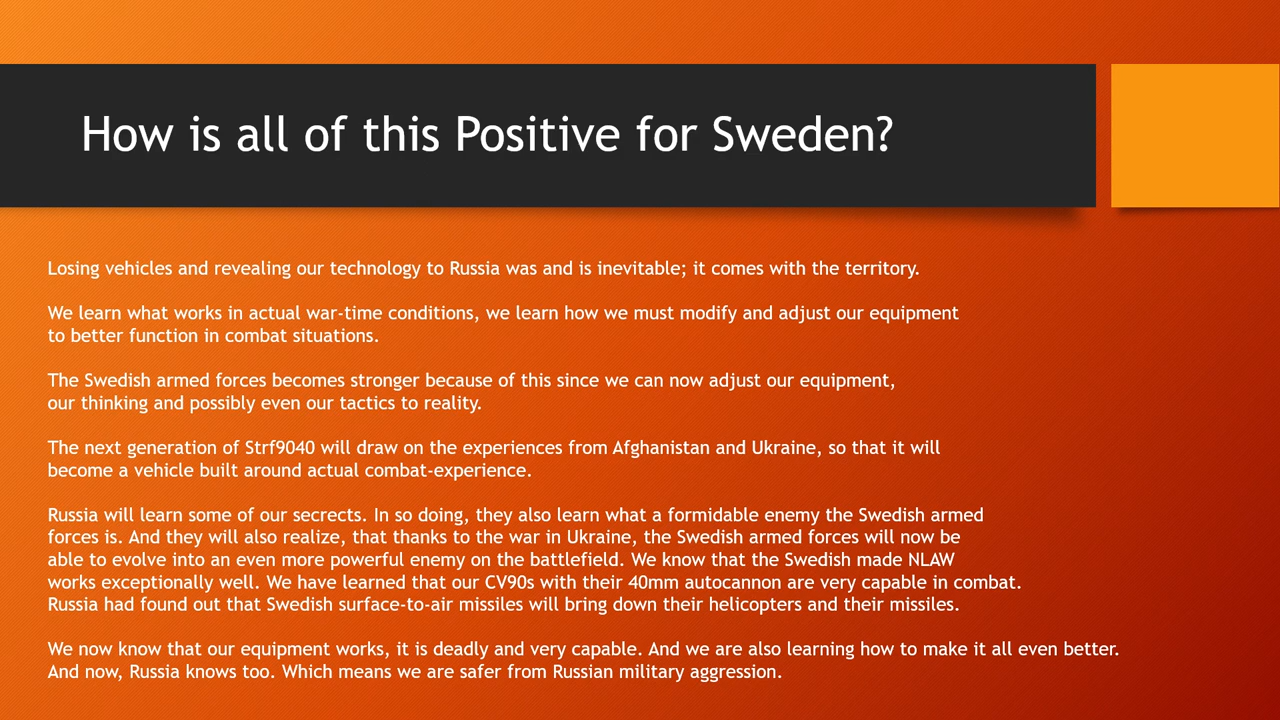 How is all of this Positive for Sweden?
Losing vehicles and revealing our technology to Russia was and is inevitable; it comes with the territory.
We learn what works in actual war-time conditions, we learn how we must modify and adjust our equipment
to better function in combat situations.
The Swedish armed forces becomes stronger because of this since we can now adjust our equipment,
our thinking and possibly even our tactics to reality.
The next generation of Strf9040 will draw on the experiences from Afghanistan and Ukraine, so that it will
become a vehicle built around actual combat-experience.
Russia will learn some of our secrects. In so doing, they also learn what a formidable enemy the Swedish armed
forces is. And they will also realize, that thanks to the war in Ukraine, the Swedish armed forces will now be
able to evolve into an even more powerful enemy on the battlefield. We know that the Swedish made NLAW
works exceptionally well. We have learned that our CV90s with their 40mm autocannon are very capable in combat.
Russia had found out that Swedish surface-to-air missiles will bring down their helicopters and their missiles.
We now know that our equipment works, it is deadly and very capable. And we are also learning how to make it all even better.
And now, Russia knows too. Which means we are safer from Russian military aggression.